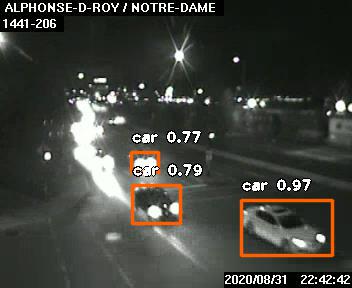 ALPHONSE-D-ROY / NOTRE-DAME
1441-206
car 0.77
car 0.79
car 0.97
2020/08/31 22:42:42